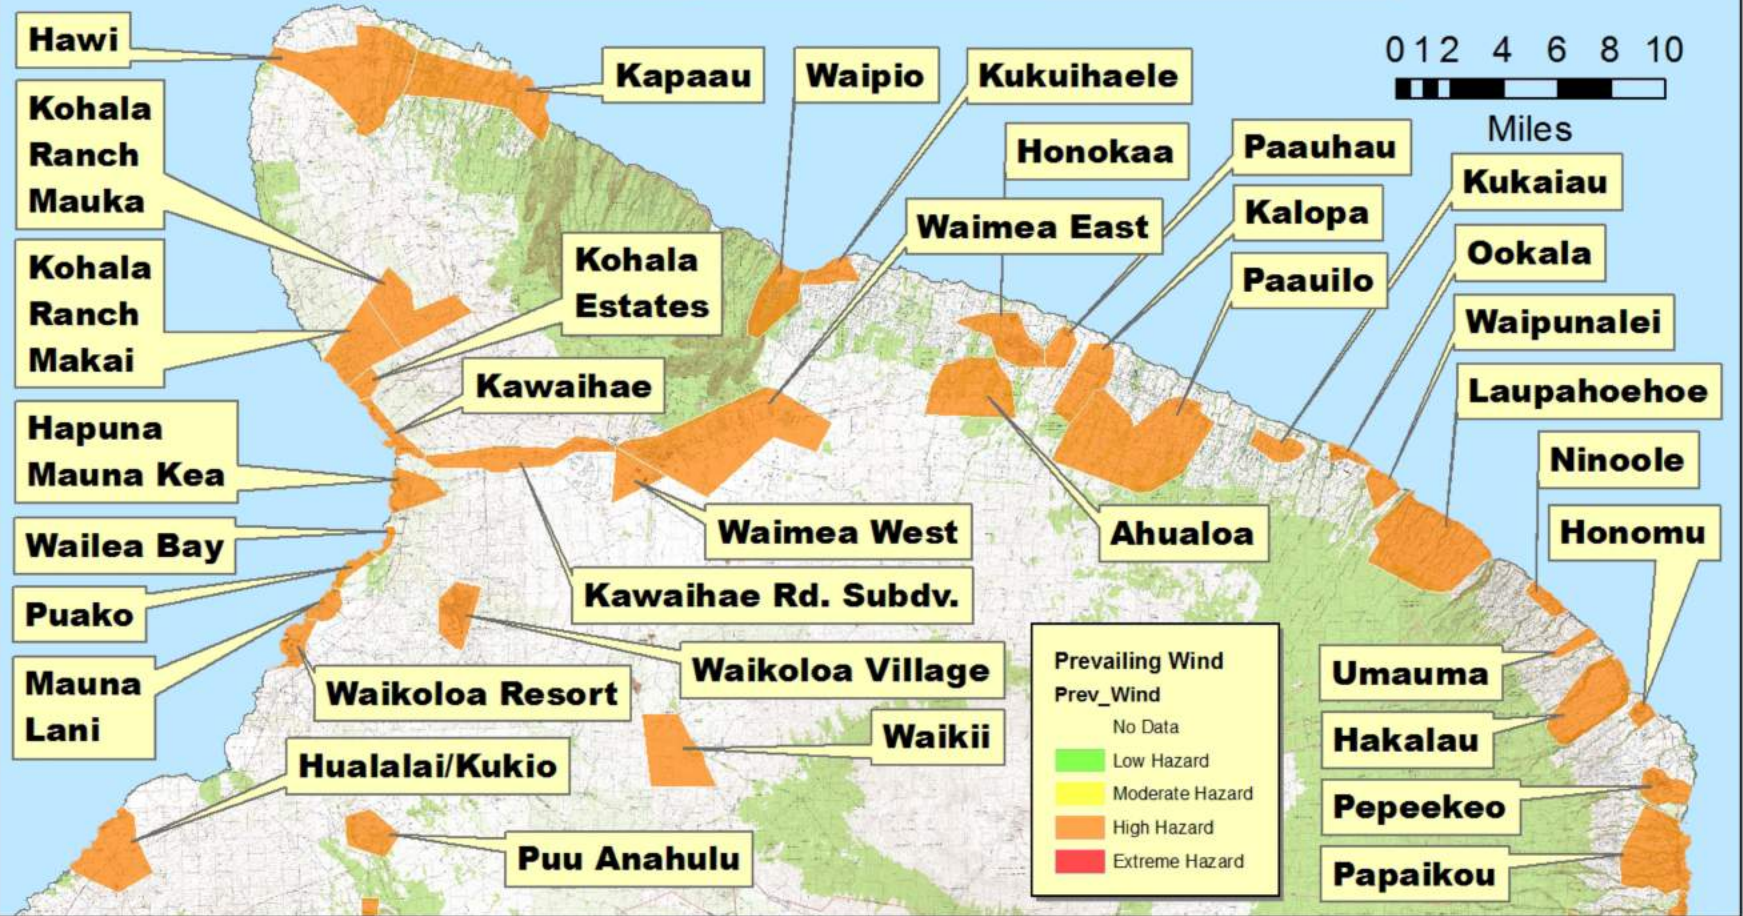 Hawi
Kapaau
Waipio
Kukuihaele
0 1 2 4 6 8 10
Miles
Kohala
Ranch
Mauka
Honokaa
Paauhau
Kukaiau
Kalopa
Waimea East
Ookala
Kohala
Ranch
Makai
Kohala
Estates
Paauilo
Waipunalei
Kawaihae
Laupahoehoe
Hapuna
Mauna Kea
Ninoole
Wailea Bay
Waimea West
Ahualoa
Honomu
Puako
Kawaihae Rd. Subdv.
Mauna
Lani
Waikoloa Resort
Waikoloa Village
Umauma
Waikii
Hakalau
Hualalai/Kukio
Pepeekeo
Puu Anahulu
Papaikou
Prevailing Wind
Prev_Wind
No Data
Low Hazard
Moderate Hazard
High Hazard
Extreme Hazard